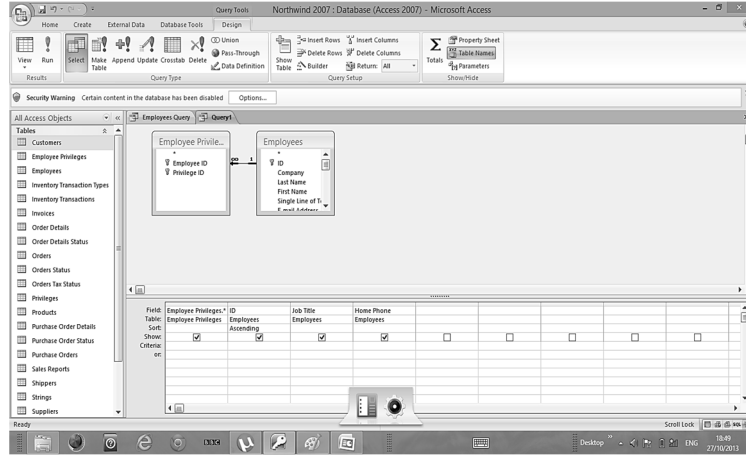 Query Tools
Northwind 2007 : Database (Access 2007) - Microsoft Access
Home Create External Data Database Tools Design
View Run Select Make Table Append Update Crosstab Delete
Union
Pass-Through
Data Definition
Show Table
Insert Rows
Delete Rows
Builder
Insert Columns
Delete Columns
Return: All
Totals
Property Sheet
Table Names
Parameters
Results Query Type Query Setup Show/Hide
Security Warning Certain content in the database has been disabled Options...
All Access Objects
Employees Query Query1
Tables
Customers
Employee Privileges
Employees
Inventory Transaction Types
Inventory Transactions
Invoices
Order Details
Order Details Status
Orders
Orders Status
Orders Tax Status
Privileges
Products
Purchase Order Details
Purchase Order Status
Purchase Orders
Sales Reports
Shippers
Strings
Suppliers
Employee Privile...
*
Employee ID
Privilege ID
∞ 1
Employees
*
ID
Company
Last Name
First Name
Single Line of T
E-mail Address
Field: Employee Privileges.* ID Job Title Home Phone
Table: Employee Privileges Employees Employees Employees
Sort: Ascending
Show:
Criteria:
or:
Ready
Scroll Lock
SQL
BBC
Desktop
ENG
18:49
27/10/2013